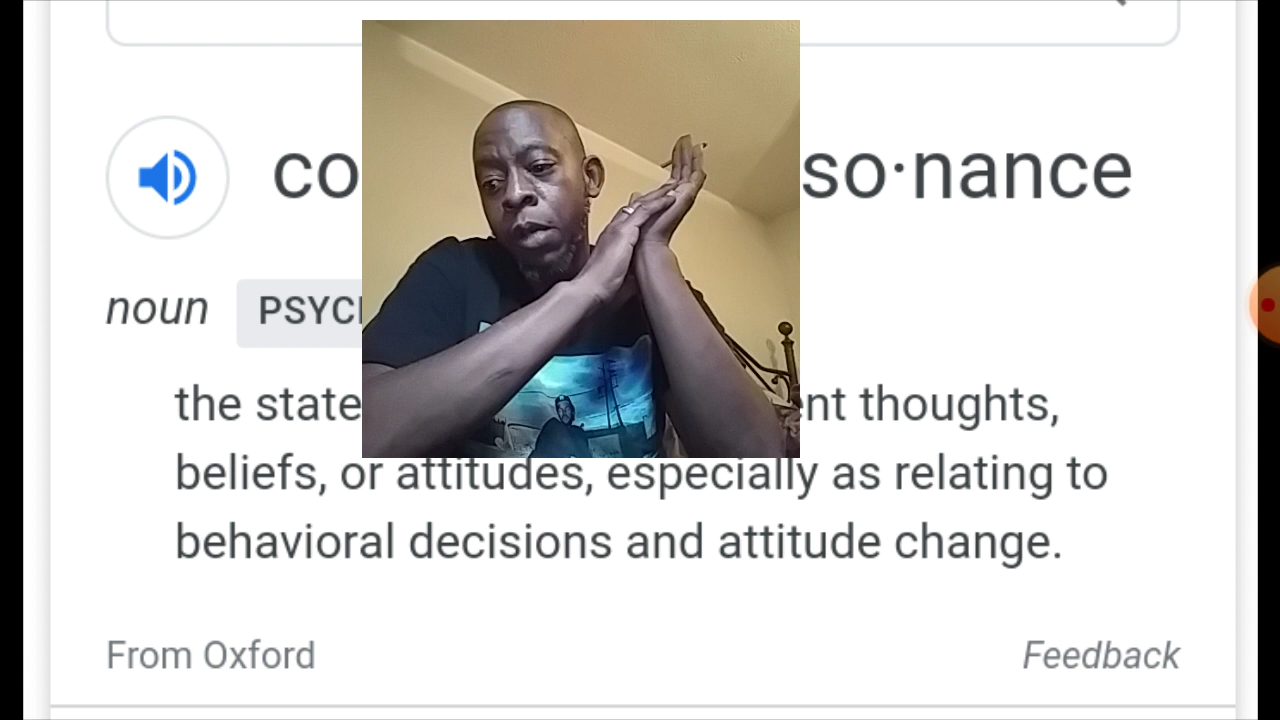 co so·nance
noun PSYC
the state nt thoughts,
beliefs, or attitudes, especially as relating to
behavioral decisions and attitude change.
From Oxford Feedback